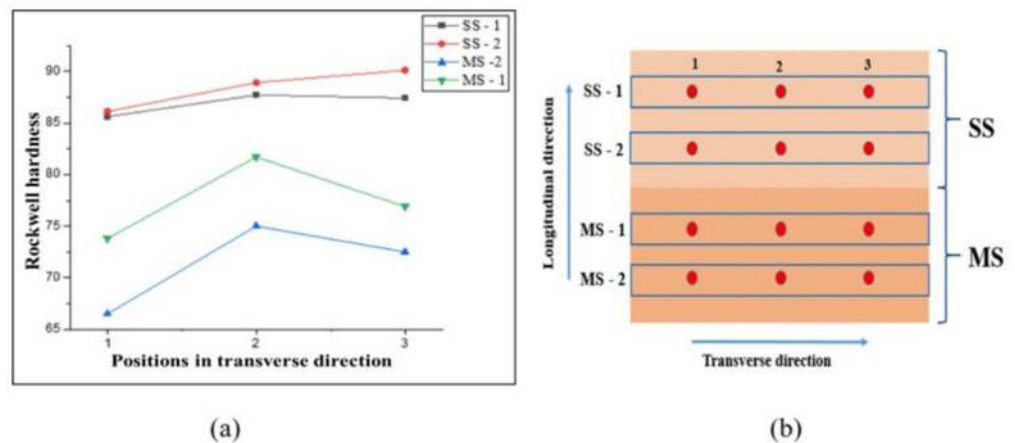 SS - 1
SS - 2
MS -2
MS - 1
90
85
80
75
70
65
Rockwell hardness
1
2
3
Positions in transverse direction
(a)
1 2 3
SS - 1
SS - 2
MS - 1
MS - 2
Longitudinal direction
SS
MS
Transverse direction
(b)